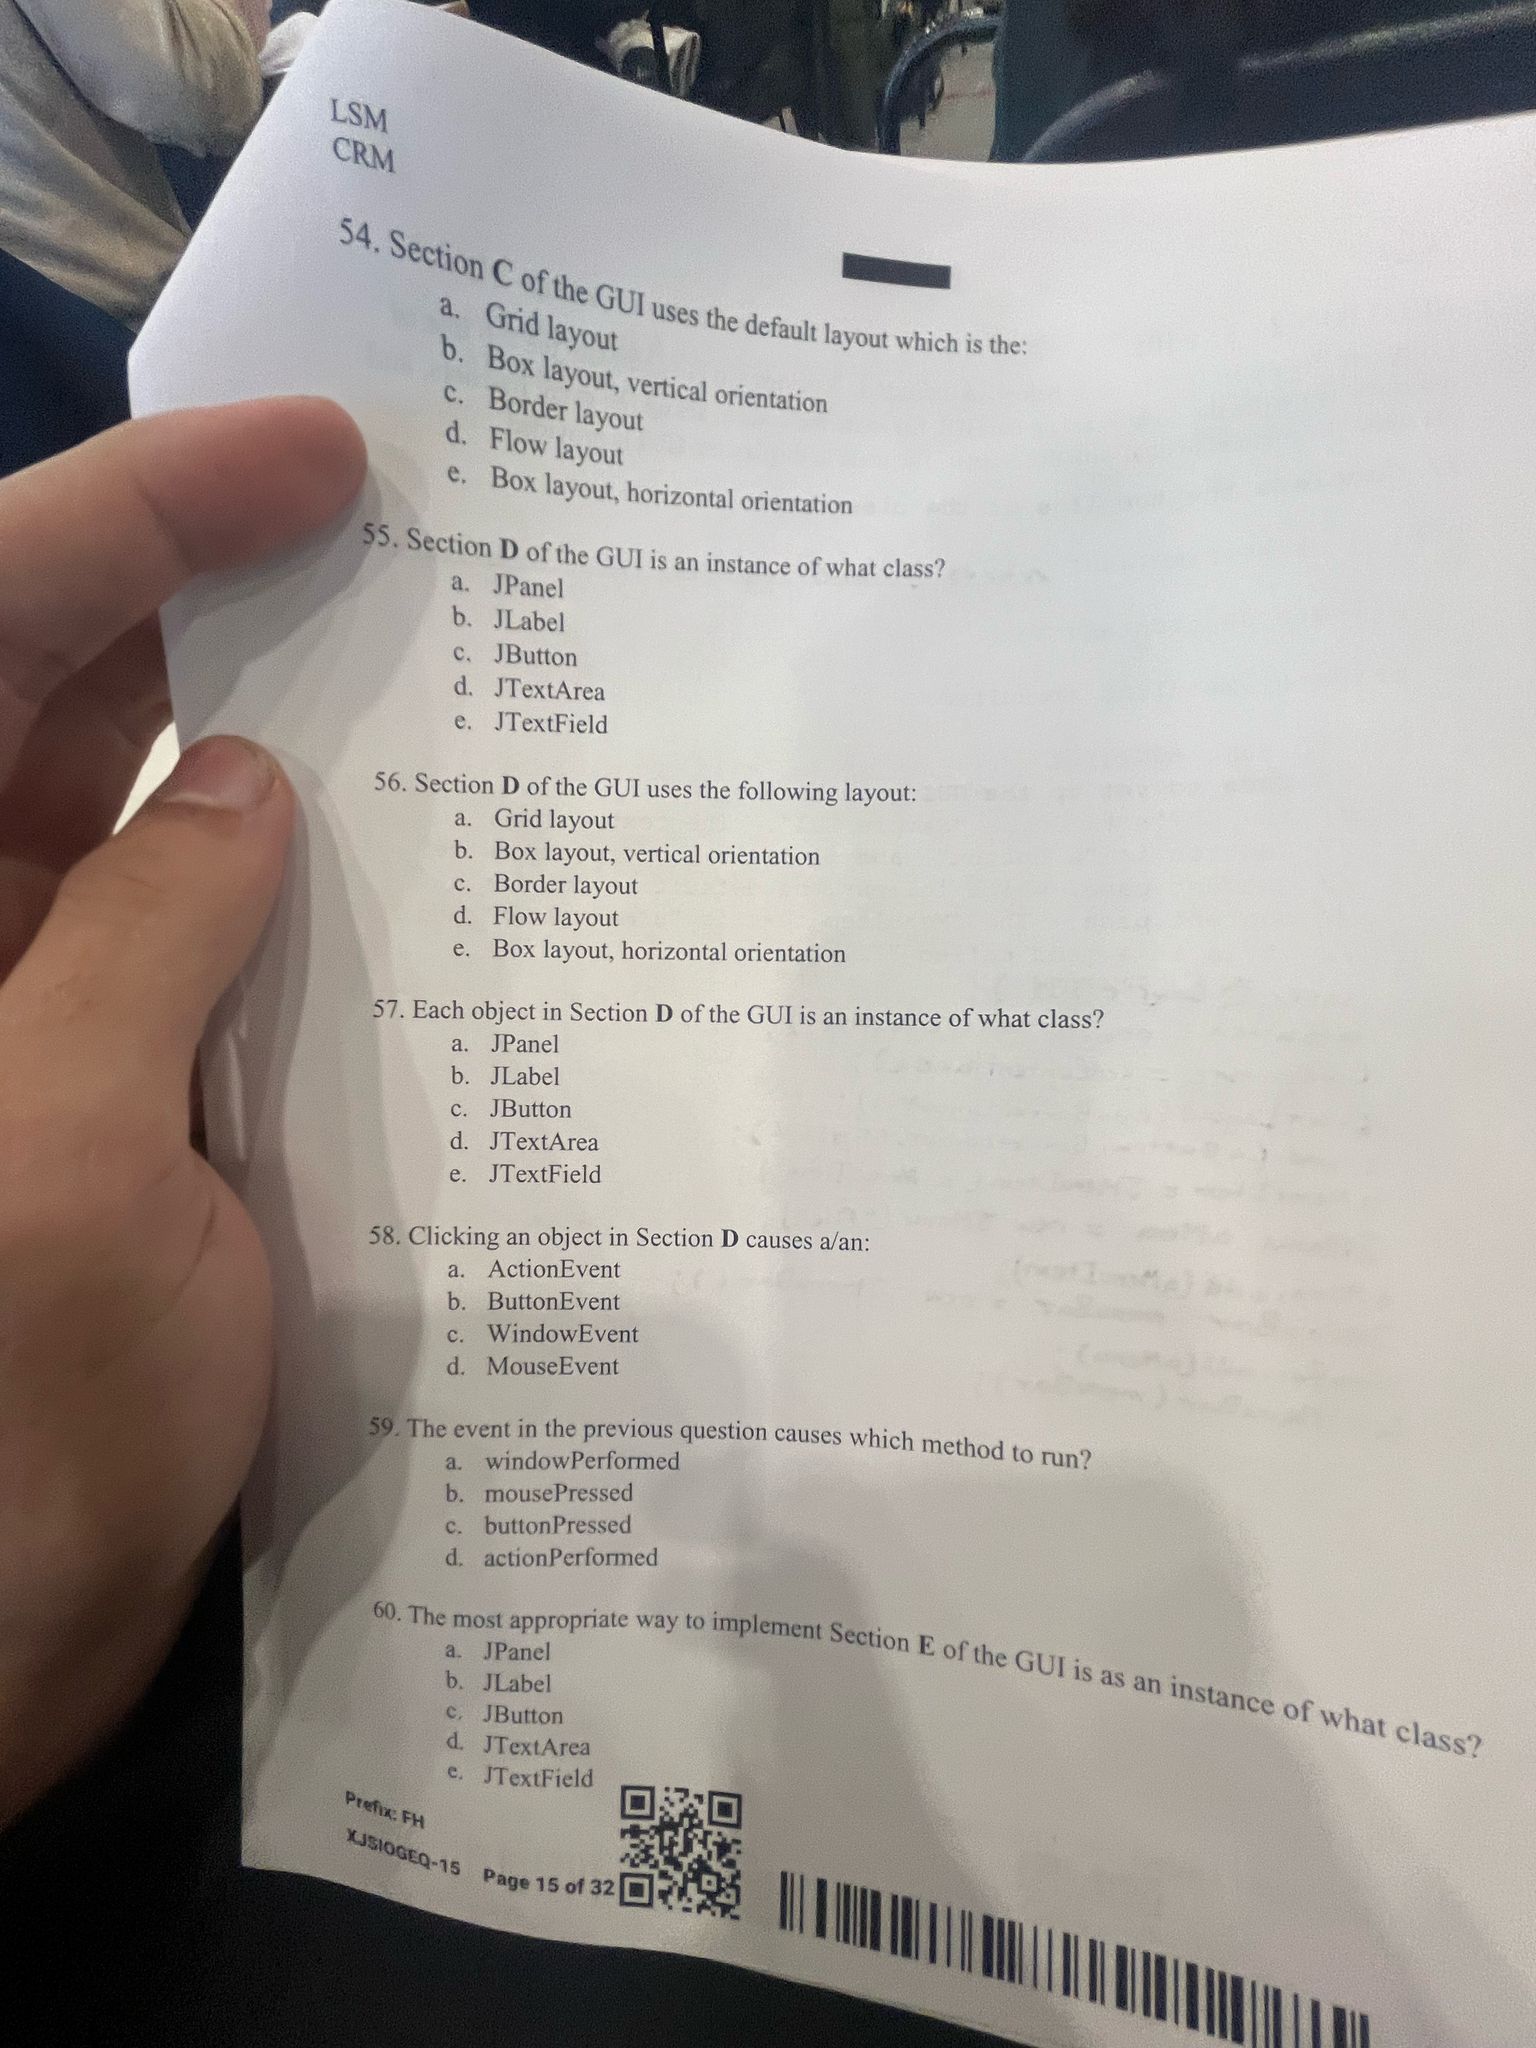 LSM
CRM
54. Section C of the GUI uses the default layout which is the:
a. Grid layout
b. Box layout, vertical orientation
c. Border layout
d. Flow layout
e. Box layout, horizontal orientation
55. Section D of the GUI is an instance of what class?
a. JPanel
b. JLabel
c. JButton
d. JTextArea
e. JTextField
56. Section D of the GUI uses the following layout:
a. Grid layout
b. Box layout, vertical orientation
c. Border layout
d. Flow layout
e. Box layout, horizontal orientation
57. Each object in Section D of the GUI is an instance of what class?
a. JPanel
b. JLabel
c. JButton
d. JTextArea
e. JTextField
58. Clicking an object in Section D causes a/an:
a. ActionEvent
b. ButtonEvent
c. WindowEvent
d. MouseEvent
59. The event in the previous question causes which method to run?
a. windowPerformed
b. mousePressed
c. buttonPressed
d. actionPerformed
60. The most appropriate way to implement Section E of the GUI is as an instance of what class?
a. JPanel
b. JLabel
c. JButton
d. JTextArea
e. JTextField
Prefix: FH
XJSIOGEQ-15 Page 15 of 32